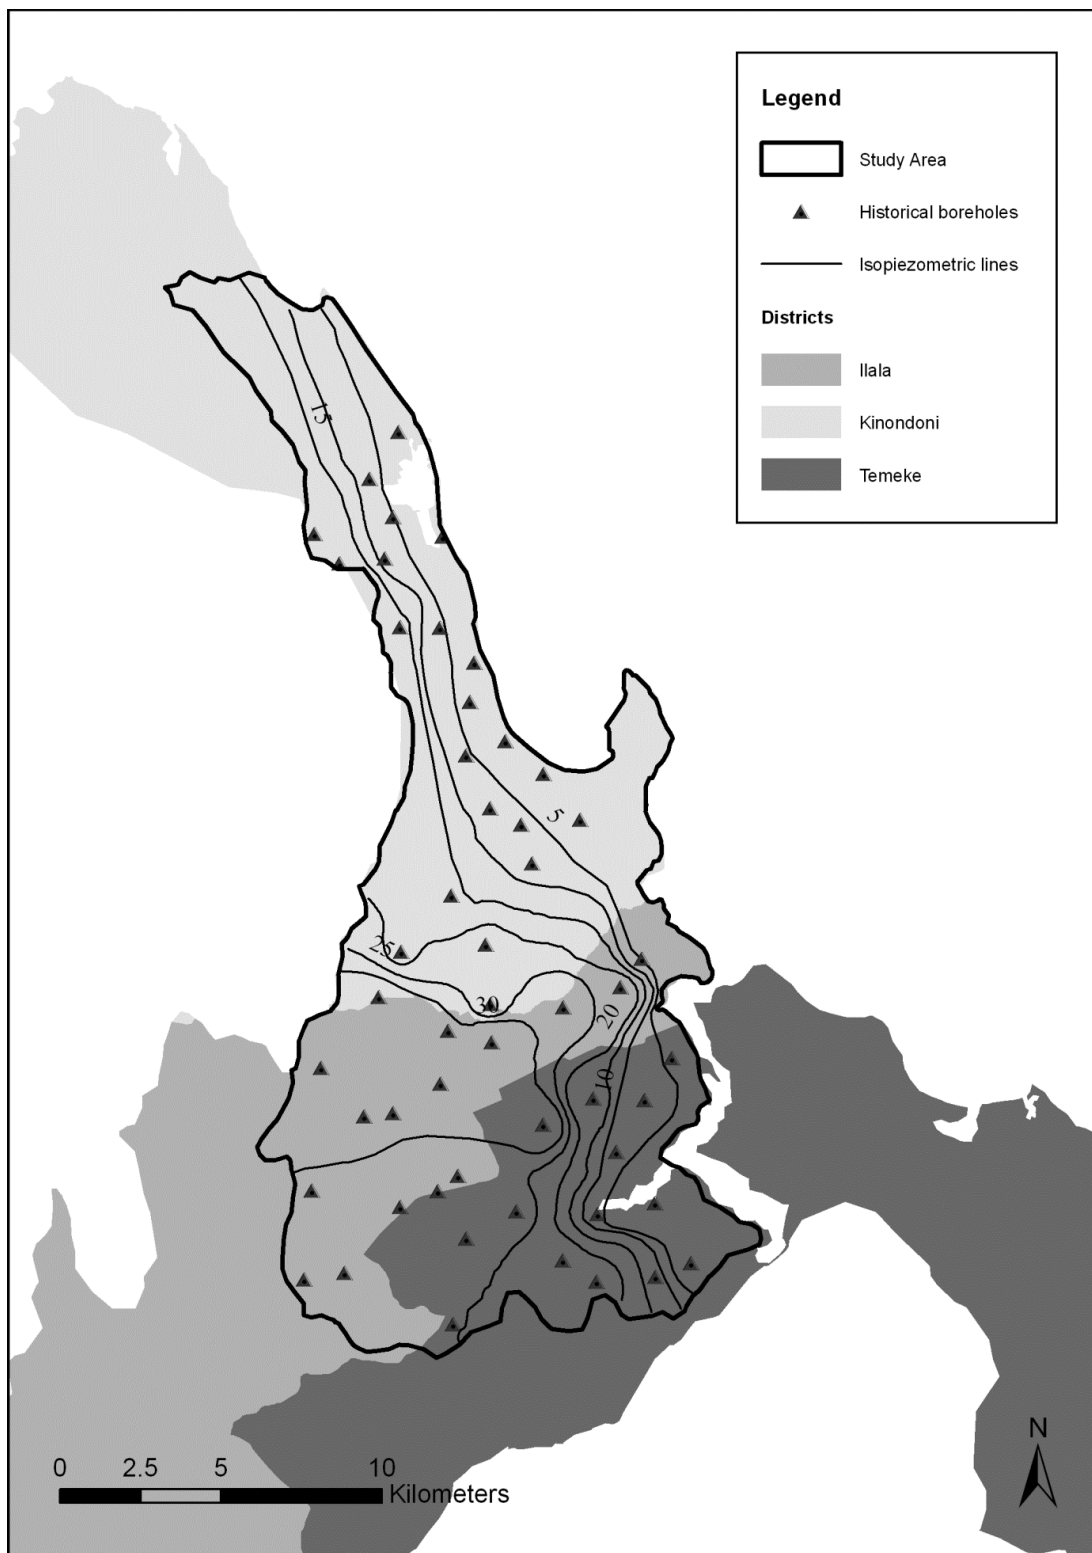 Legend
Study Area
Historical boreholes
Isopiezometric lines
Districts
Ilala
Kinondoni
Temeke
15
5
25
30
20
10
N
0 2.5 5 10
Kilometers